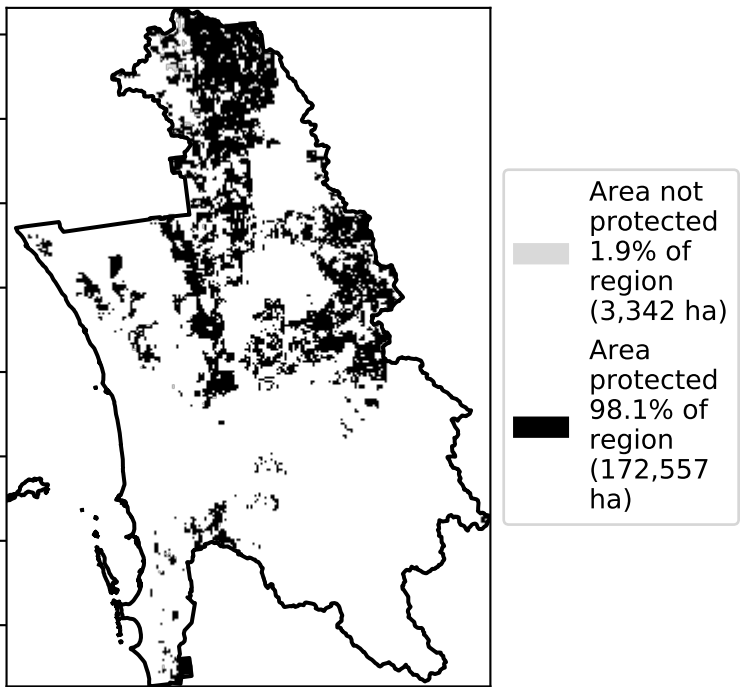 Area not
protected
1.9% of
region
(3,342 ha)
Area
protected
98.1% of
region
(172,557
ha)